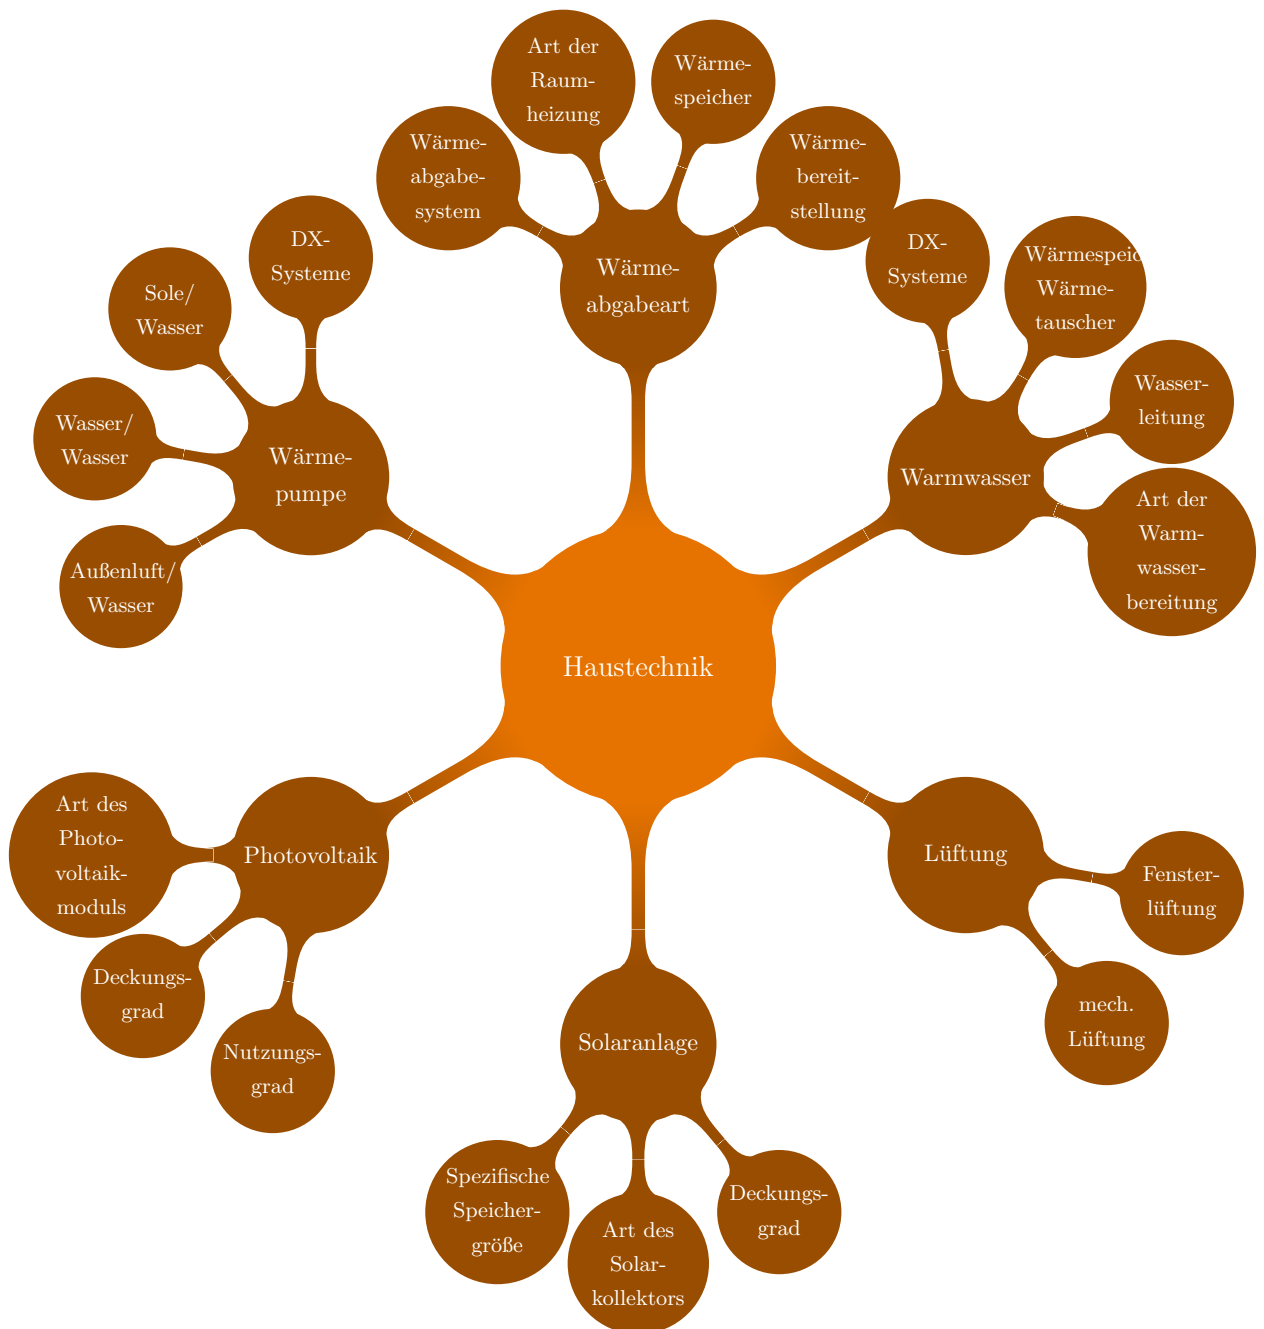 Art der
Raum-
heizung
Wärme-
speicher
Wärme-
abgabe-
system
Wärme-
bereit-
stellung
Wärme-
abgabeart
DX-
Systeme
Sole/
Wasser
Wasser/
Wasser
Außenluft/
Wasser
Wärme-
pumpe
DX-
Systeme
Wärmespeic
Wärme-
tauscher
Wasser-
leitung
Art der
Warm-
wasser-
bereitung
Warmwasser
Haustechnik
Art des
Photo-
voltaik-
moduls
Photovoltaik
Deckungs-
grad
Nutzungs-
grad
Lüftung
Fenster-
lüftung
mech.
Lüftung
Solaranlage
Spezifische
Speicher-
größe
Art des
Solar-
kollektors
Deckungs-
grad